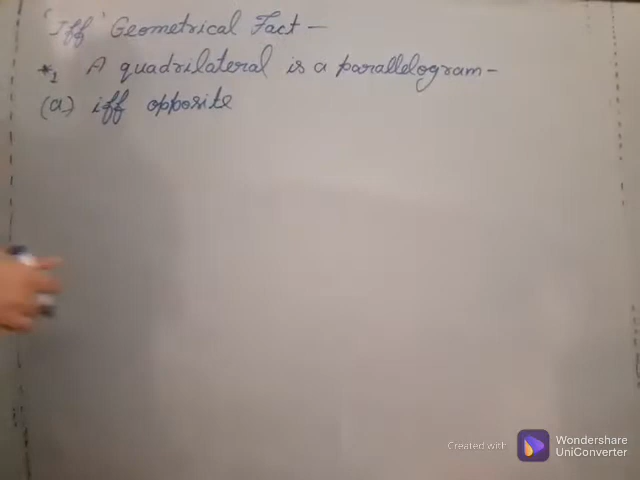 'Iff' Geometrical Fact —
*1 A quadrilateral is a parallelogram -
(a) iff opposite
Created with Wondershare UniConverter